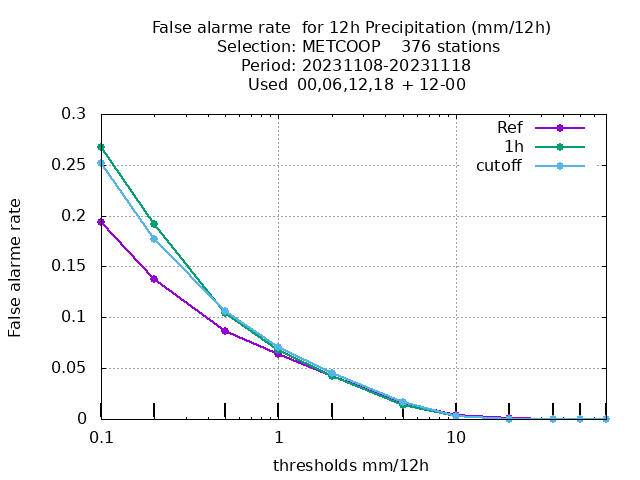 False alarme rate  for 12h Precipitation (mm/12h)
Selection: METCOOP    376 stations
Period: 20231108-20231118
Used  00,06,12,18 + 12-00
Ref
1h
cutoff
0.3
0.25
0.2
0.15
0.1
0.05
0
False alarme rate
0.1 1 10
thresholds mm/12h